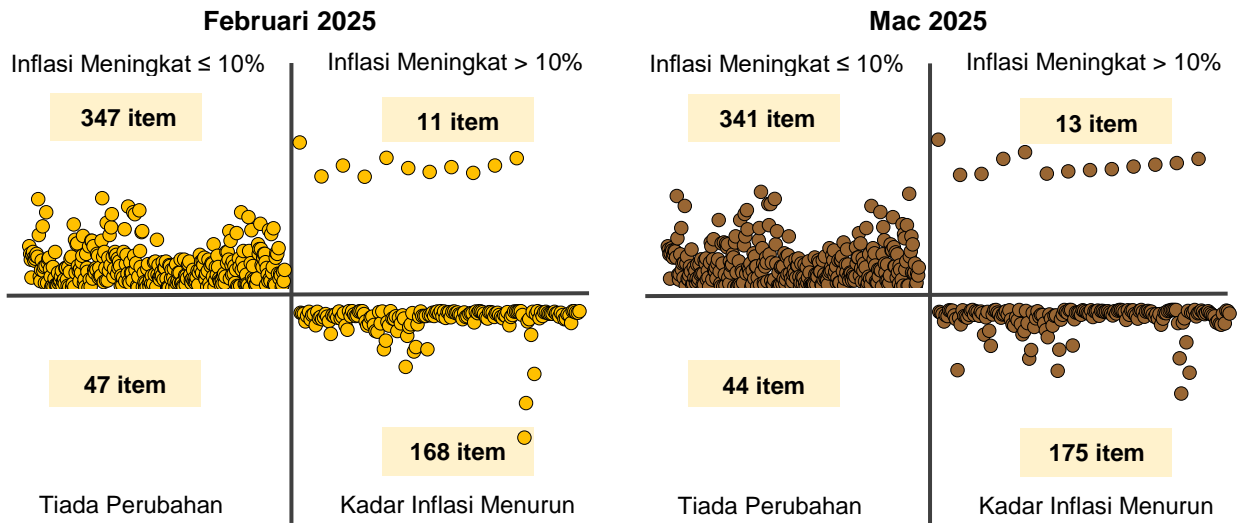 Februari 2025
Inflasi Meningkat ≤ 10%
Inflasi Meningkat > 10%
347 item
11 item
47 item
168 item
Tiada Perubahan
Kadar Inflasi Menurun
Mac 2025
Inflasi Meningkat ≤ 10%
Inflasi Meningkat > 10%
341 item
13 item
44 item
175 item
Tiada Perubahan
Kadar Inflasi Menurun